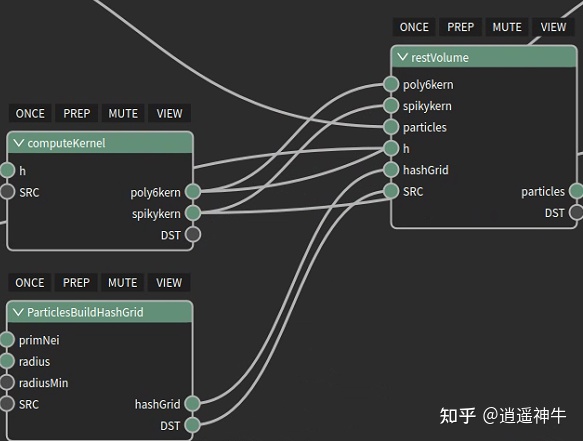 ONCE PREP MUTE VIEW
restVolume
poly6kern
spikykern
particles
h
hashGrid
SRC particles
DST
ONCE PREP MUTE VIEW
computeKernel
h
SRC poly6kern
spikykern
DST
ONCE PREP MUTE VIEW
ParticlesBuildHashGrid
primNei
radius
radiusMin
SRC hashGrid
DST
知乎 @逍遥神牛